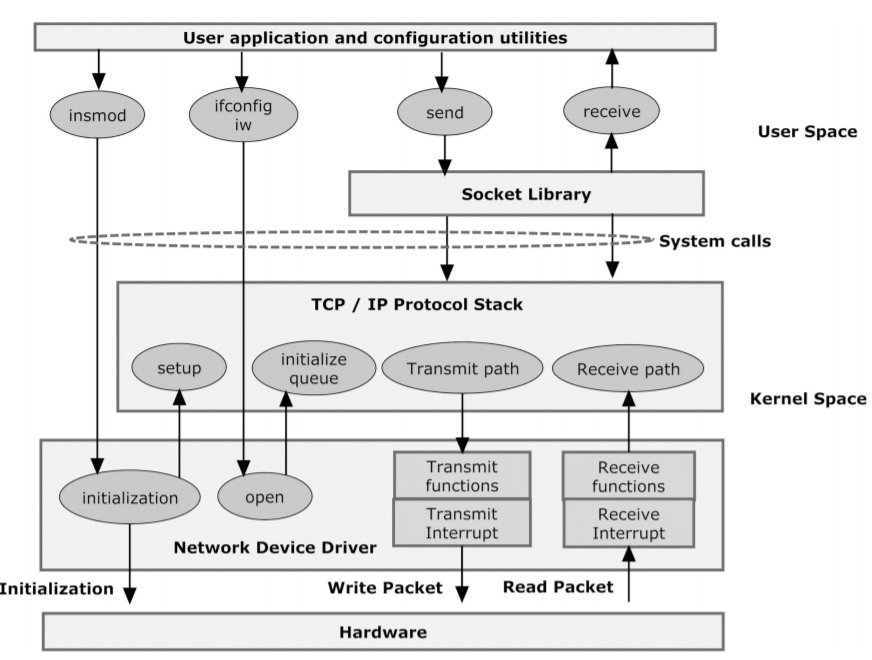 User application and configuration utilities
insmod
ifconfig
iw
send
receive
User Space
Socket Library
System calls
TCP / IP Protocol Stack
setup
initialize
queue
Transmit path
Receive path
Kernel Space
Transmit
functions
Receive
functions
initialization
open
Transmit
Interrupt
Receive
Interrupt
Network Device Driver
Initialization
Write Packet
Read Packet
Hardware